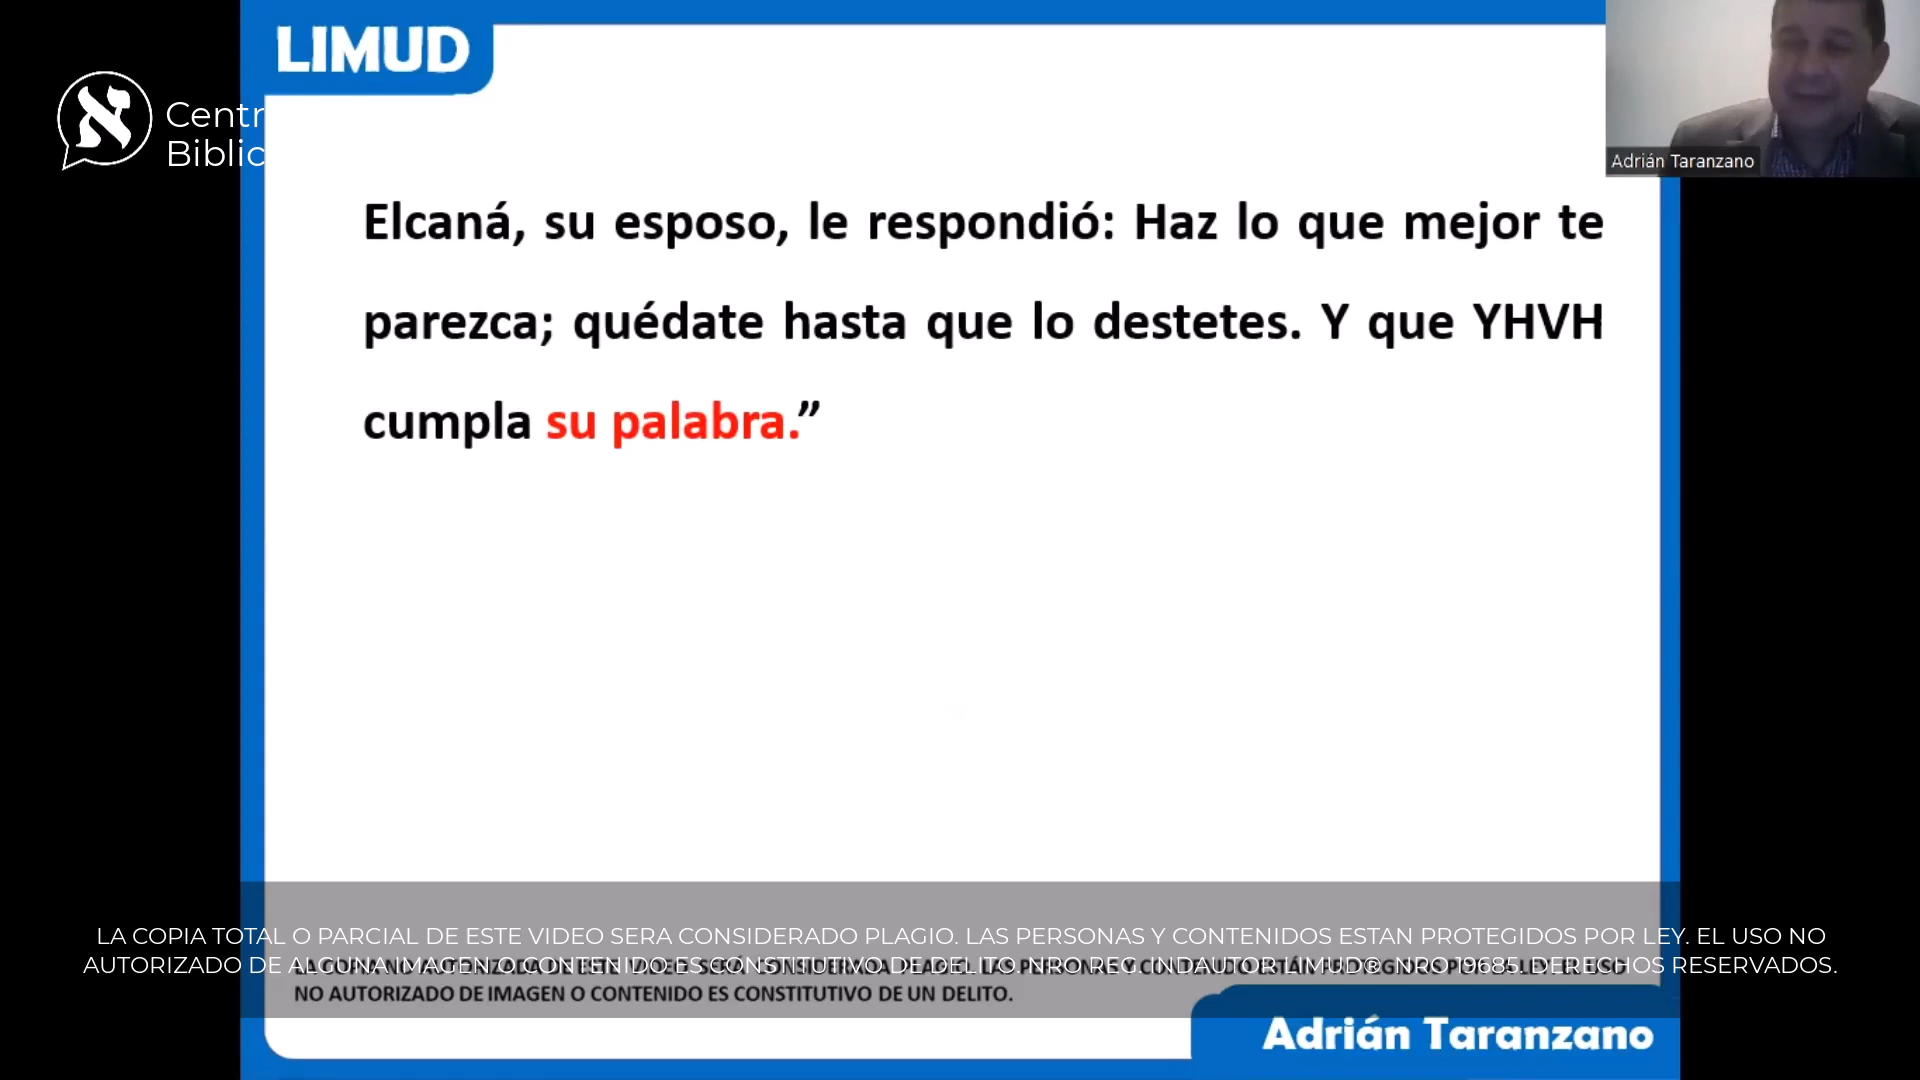 LIMUD
Centr
Biblic
Adrián Taranzano
Elcaná, su esposo, le respondió: Haz lo que mejor te
parezca; quédate hasta que lo destetes. Y que YHVH
cumpla su palabra.”
LA COPIA TOTAL O PARCIAL DE ESTE VIDEO SERA CONSIDERADO PLAGIO. LAS PERSONAS Y CONTENIDOS ESTAN PROTEGIDOS POR LEY. EL USO NO
AUTORIZADO DE ALGUNA IMAGEN O CONTENIDO ES CONSTITUTIVO DE DELITO. NRO REG. INDAUTOR LIMUD® NRO 19685. DERECHOS RESERVADOS.
NO AUTORIZADO DE IMAGEN O CONTENIDO ES CONSTITUTIVO DE UN DELITO.
Adrián Taranzano